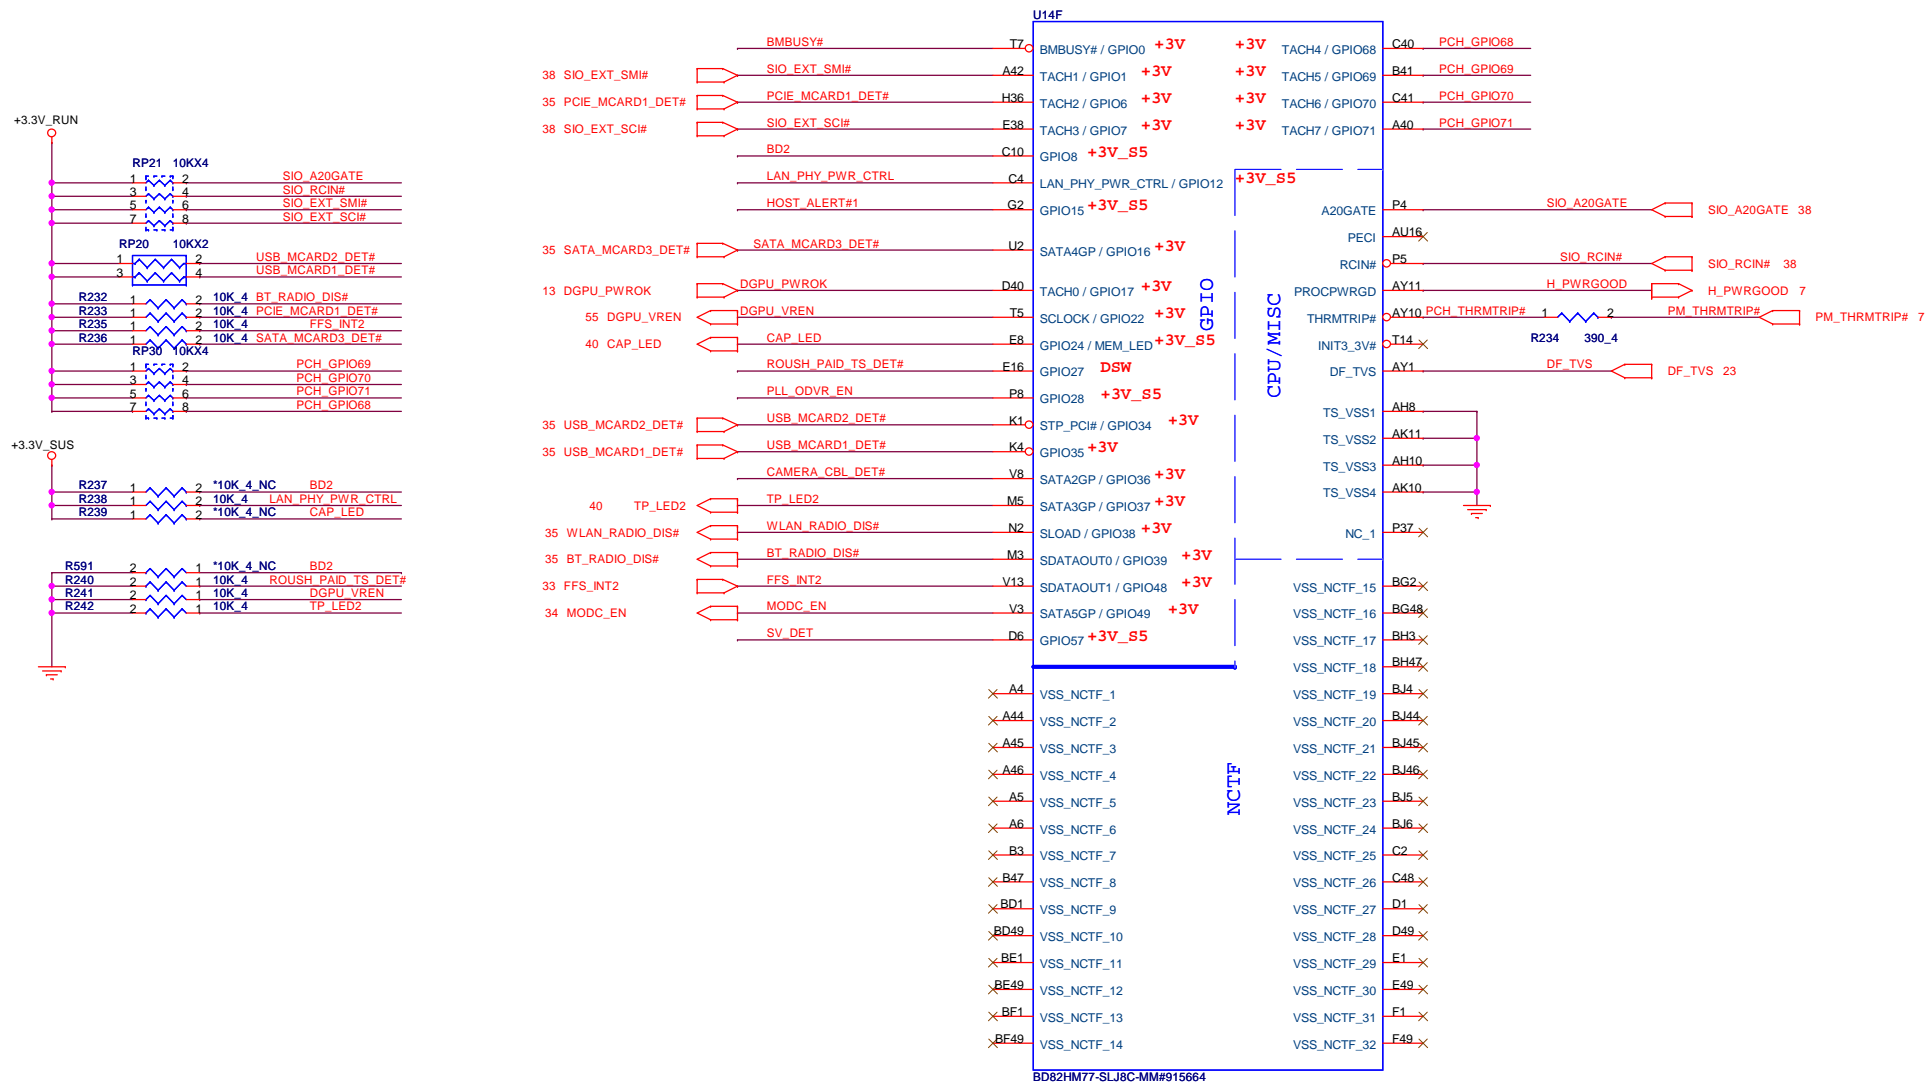 +3.3V_RUN
RP21 10KX4
1 2 SIO_A20GATE
3 4 SIO_RCIN#
5 6 SIO_EXT_SMI#
7 8 SIO_EXT_SCI#
RP20 10KX2
1 2 USB_MCARD2_DET#
3 4 USB_MCARD1_DET#
R232 1 2 10K_4 BT_RADIO_DIS#
R233 1 2 10K_4 PCIE_MCARD1_DET#
R235 1 2 10K_4 FFS_INT2
R236 1 2 10K_4 SATA_MCARD3_DET#
RP30 10KX4
1 2 PCH_GPIO69
3 4 PCH_GPIO70
5 6 PCH_GPIO71
7 8 PCH_GPIO68
+3.3V_SUS
R237 1 2 *10K_4_NC BD2
R238 1 2 10K_4 LAN_PHY_PWR_CTRL
R239 1 2 *10K_4_NC CAP_LED
R591 2 1 *10K_4_NC BD2
R240 2 1 10K_4 ROUSH_PAID_TS_DET#
R241 2 1 10K_4 DGPU_VREN
R242 2 1 10K_4 TP_LED2
U14F
BMBUSY# T7 BMBUSY# / GPIO0 +3V
38 SIO_EXT_SMI# SIO_EXT_SMI# A42 TACH1 / GPIO1 +3V
35 PCIE_MCARD1_DET# PCIE_MCARD1_DET# H36 TACH2 / GPIO6 +3V
38 SIO_EXT_SCI# SIO_EXT_SCI# E38 TACH3 / GPIO7 +3V
BD2 C10 GPIO8 +3V_S5
LAN_PHY_PWR_CTRL C4 LAN_PHY_PWR_CTRL / GPIO12 +3V_S5
HOST_ALERT#1 G2 GPIO15 +3V_S5
35 SATA_MCARD3_DET# SATA_MCARD3_DET# U2 SATA4GP / GPIO16 +3V
13 DGPU_PWROK DGPU_PWROK D40 TACH0 / GPIO17 +3V
55 DGPU_VREN DGPU_VREN T5 SCLOCK / GPIO22 +3V
40 CAP_LED CAP_LED E8 GPIO24 / MEM_LED +3V_S5
ROUSH_PAID_TS_DET# E16 GPIO27 DSW
PLL_ODVR_EN P8 GPIO28 +3V_S5
35 USB_MCARD2_DET# USB_MCARD2_DET# K1 STP_PCI# / GPIO34 +3V
35 USB_MCARD1_DET# USB_MCARD1_DET# K4 GPIO35 +3V
CAMERA_CBL_DET# V8 SATA2GP / GPIO36 +3V
40 TP_LED2 TP_LED2 M5 SATA3GP / GPIO37 +3V
35 WLAN_RADIO_DIS# WLAN_RADIO_DIS# N2 SLOAD / GPIO38 +3V
35 BT_RADIO_DIS# BT_RADIO_DIS# M3 SDATAOUT0 / GPIO39 +3V
33 FFS_INT2 FFS_INT2 V13 SDATAOUT1 / GPIO48 +3V
34 MODC_EN MODC_EN V3 SATA5GP / GPIO49 +3V
SV_DET D6 GPIO57 +3V_S5
A4 VSS_NCTF_1
A44 VSS_NCTF_2
A45 VSS_NCTF_3
A46 VSS_NCTF_4
A5 VSS_NCTF_5
A6 VSS_NCTF_6
B3 VSS_NCTF_7
B47 VSS_NCTF_8
BD1 VSS_NCTF_9
BD49 VSS_NCTF_10
BE1 VSS_NCTF_11
BE49 VSS_NCTF_12
BF1 VSS_NCTF_13
BF49 VSS_NCTF_14
GPIO
CPU/MISC
NCTF
+3V TACH4 / GPIO68 C40 PCH_GPIO68
+3V TACH5 / GPIO69 B41 PCH_GPIO69
+3V TACH6 / GPIO70 C41 PCH_GPIO70
+3V TACH7 / GPIO71 A40 PCH_GPIO71
A20GATE P4 SIO_A20GATE SIO_A20GATE 38
PECI AU16
RCIN# P5 SIO_RCIN# SIO_RCIN# 38
PROCPWRGD AY11 H_PWRGOOD H_PWRGOOD 7
THRMTRIP# AY10 PCH_THRMTRIP# 1 2 PM_THRMTRIP# PM_THRMTRIP# 7
R234 390_4
INIT3_3V# T14
DF_TVS AY1 DF_TVS DF_TVS 23
TS_VSS1 AH8
TS_VSS2 AK11
TS_VSS3 AH10
TS_VSS4 AK10
NC_1 P37
VSS_NCTF_15 BG2
VSS_NCTF_16 BG48
VSS_NCTF_17 BH3
VSS_NCTF_18 BH47
VSS_NCTF_19 BJ4
VSS_NCTF_20 BJ44
VSS_NCTF_21 BJ45
VSS_NCTF_22 BJ46
VSS_NCTF_23 BJ5
VSS_NCTF_24 BJ6
VSS_NCTF_25 C2
VSS_NCTF_26 C48
VSS_NCTF_27 D1
VSS_NCTF_28 D49
VSS_NCTF_29 E1
VSS_NCTF_30 E49
VSS_NCTF_31 F1
VSS_NCTF_32 F49
BD82HM77-SLJ8C-MM#915664